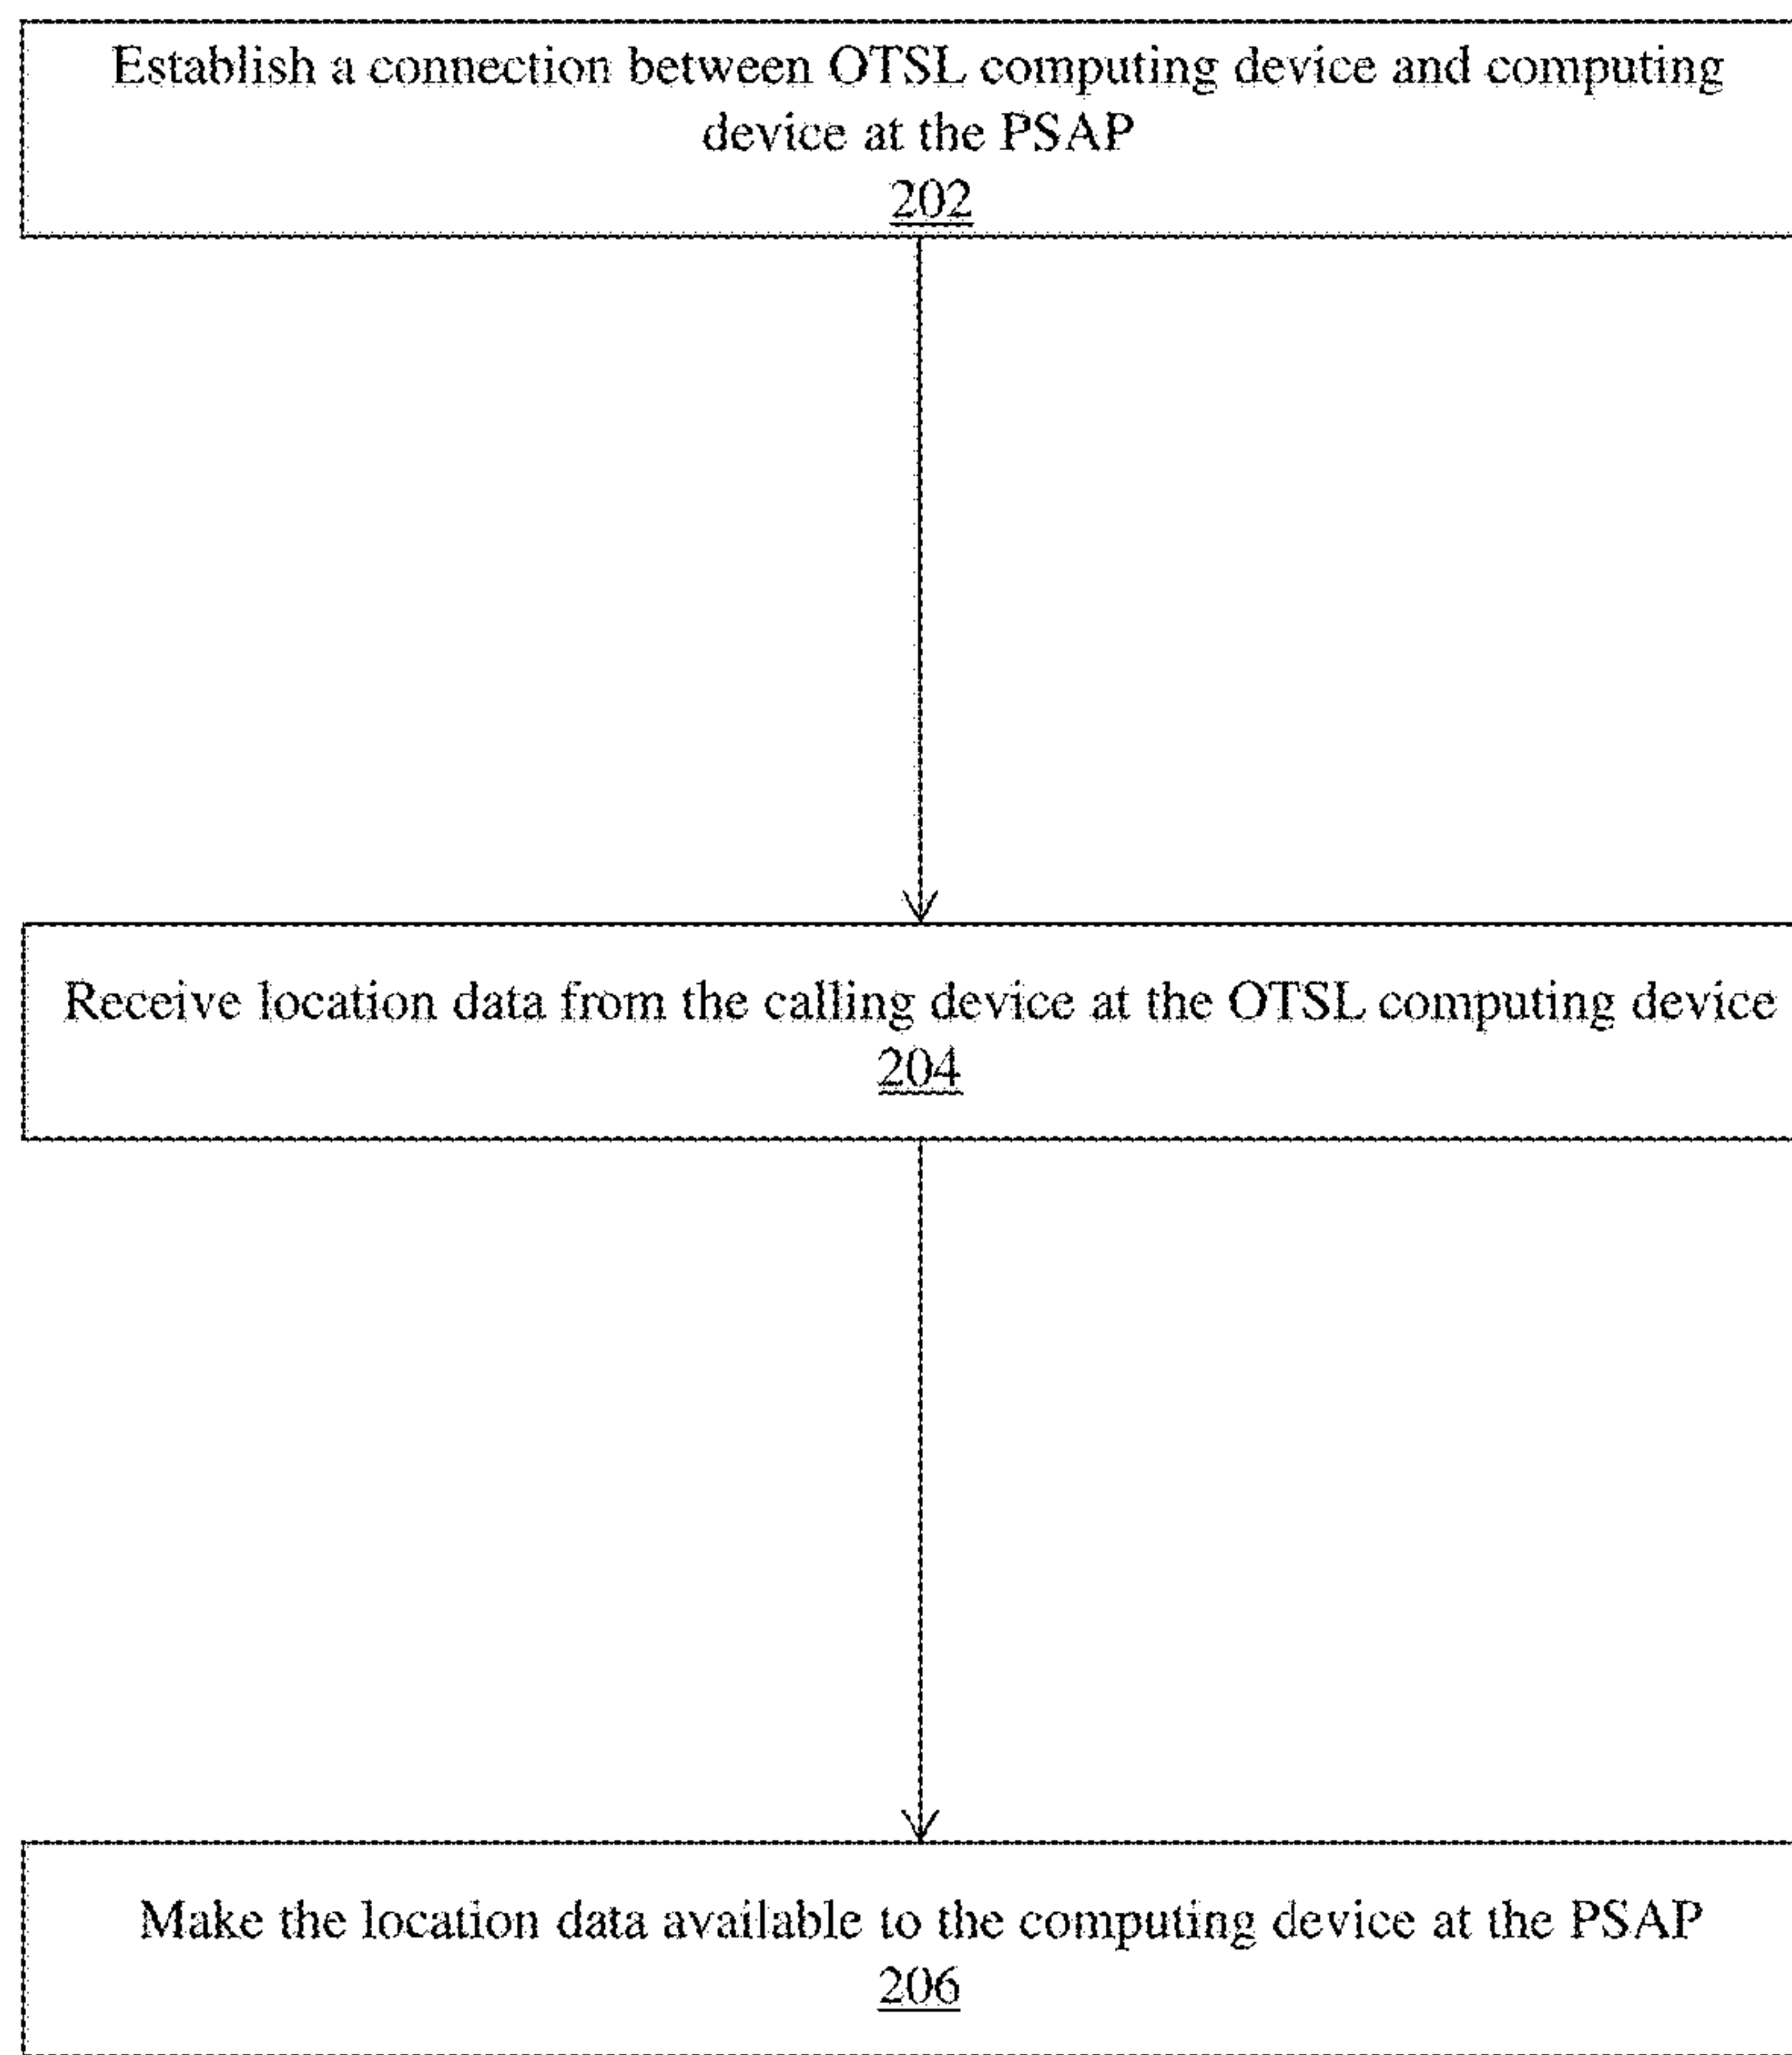 Establish a connection between OTSL computing device and computing
device at the PSAP
202
Receive location data from the calling device at the OTSL computing device
204
Make the location data available to the computing device at the PSAP
206